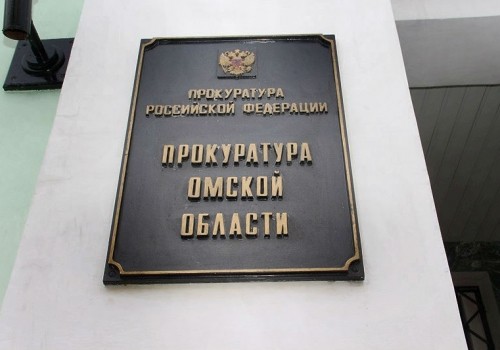 ПРОКУРАТУРА
РОССИЙСКОЙ ФЕДЕРАЦИИ
ПРОКУРАТУРА
ОМСКОЙ
ОБЛАСТИ